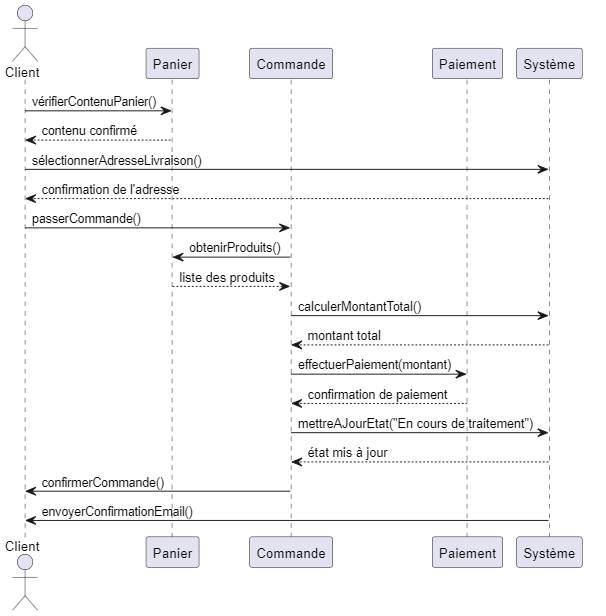 Client
Panier
Commande
Paiement
Système
vérifierContenuPanier()
contenu confirmé
sélectionnerAdresseLivraison()
confirmation de l'adresse
passerCommande()
obtenirProduits()
liste des produits
calculerMontantTotal()
montant total
effectuerPaiement(montant)
confirmation de paiement
mettreAJourEtat("En cours de traitement")
état mis à jour
confirmerCommande()
envoyerConfirmationEmail()
Client
Panier
Commande
Paiement
Système